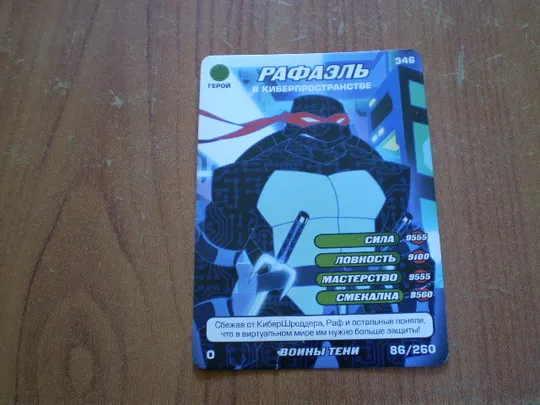 346
РАФАЭЛЬ
ГЕРОЙ
В КИБЕРПРОСТРАНСТВЕ
СИЛА 9555
ЛОВКОСТЬ 9100
МАСТЕРСТВО 9555
СМЕКАЛКА 8560
Сбежав от КиберШреддера, Раф и остальные поняли,
что в виртуальном мире им нужно больше защиты!
0 ВОИНЫ ТЕНИ 86/260